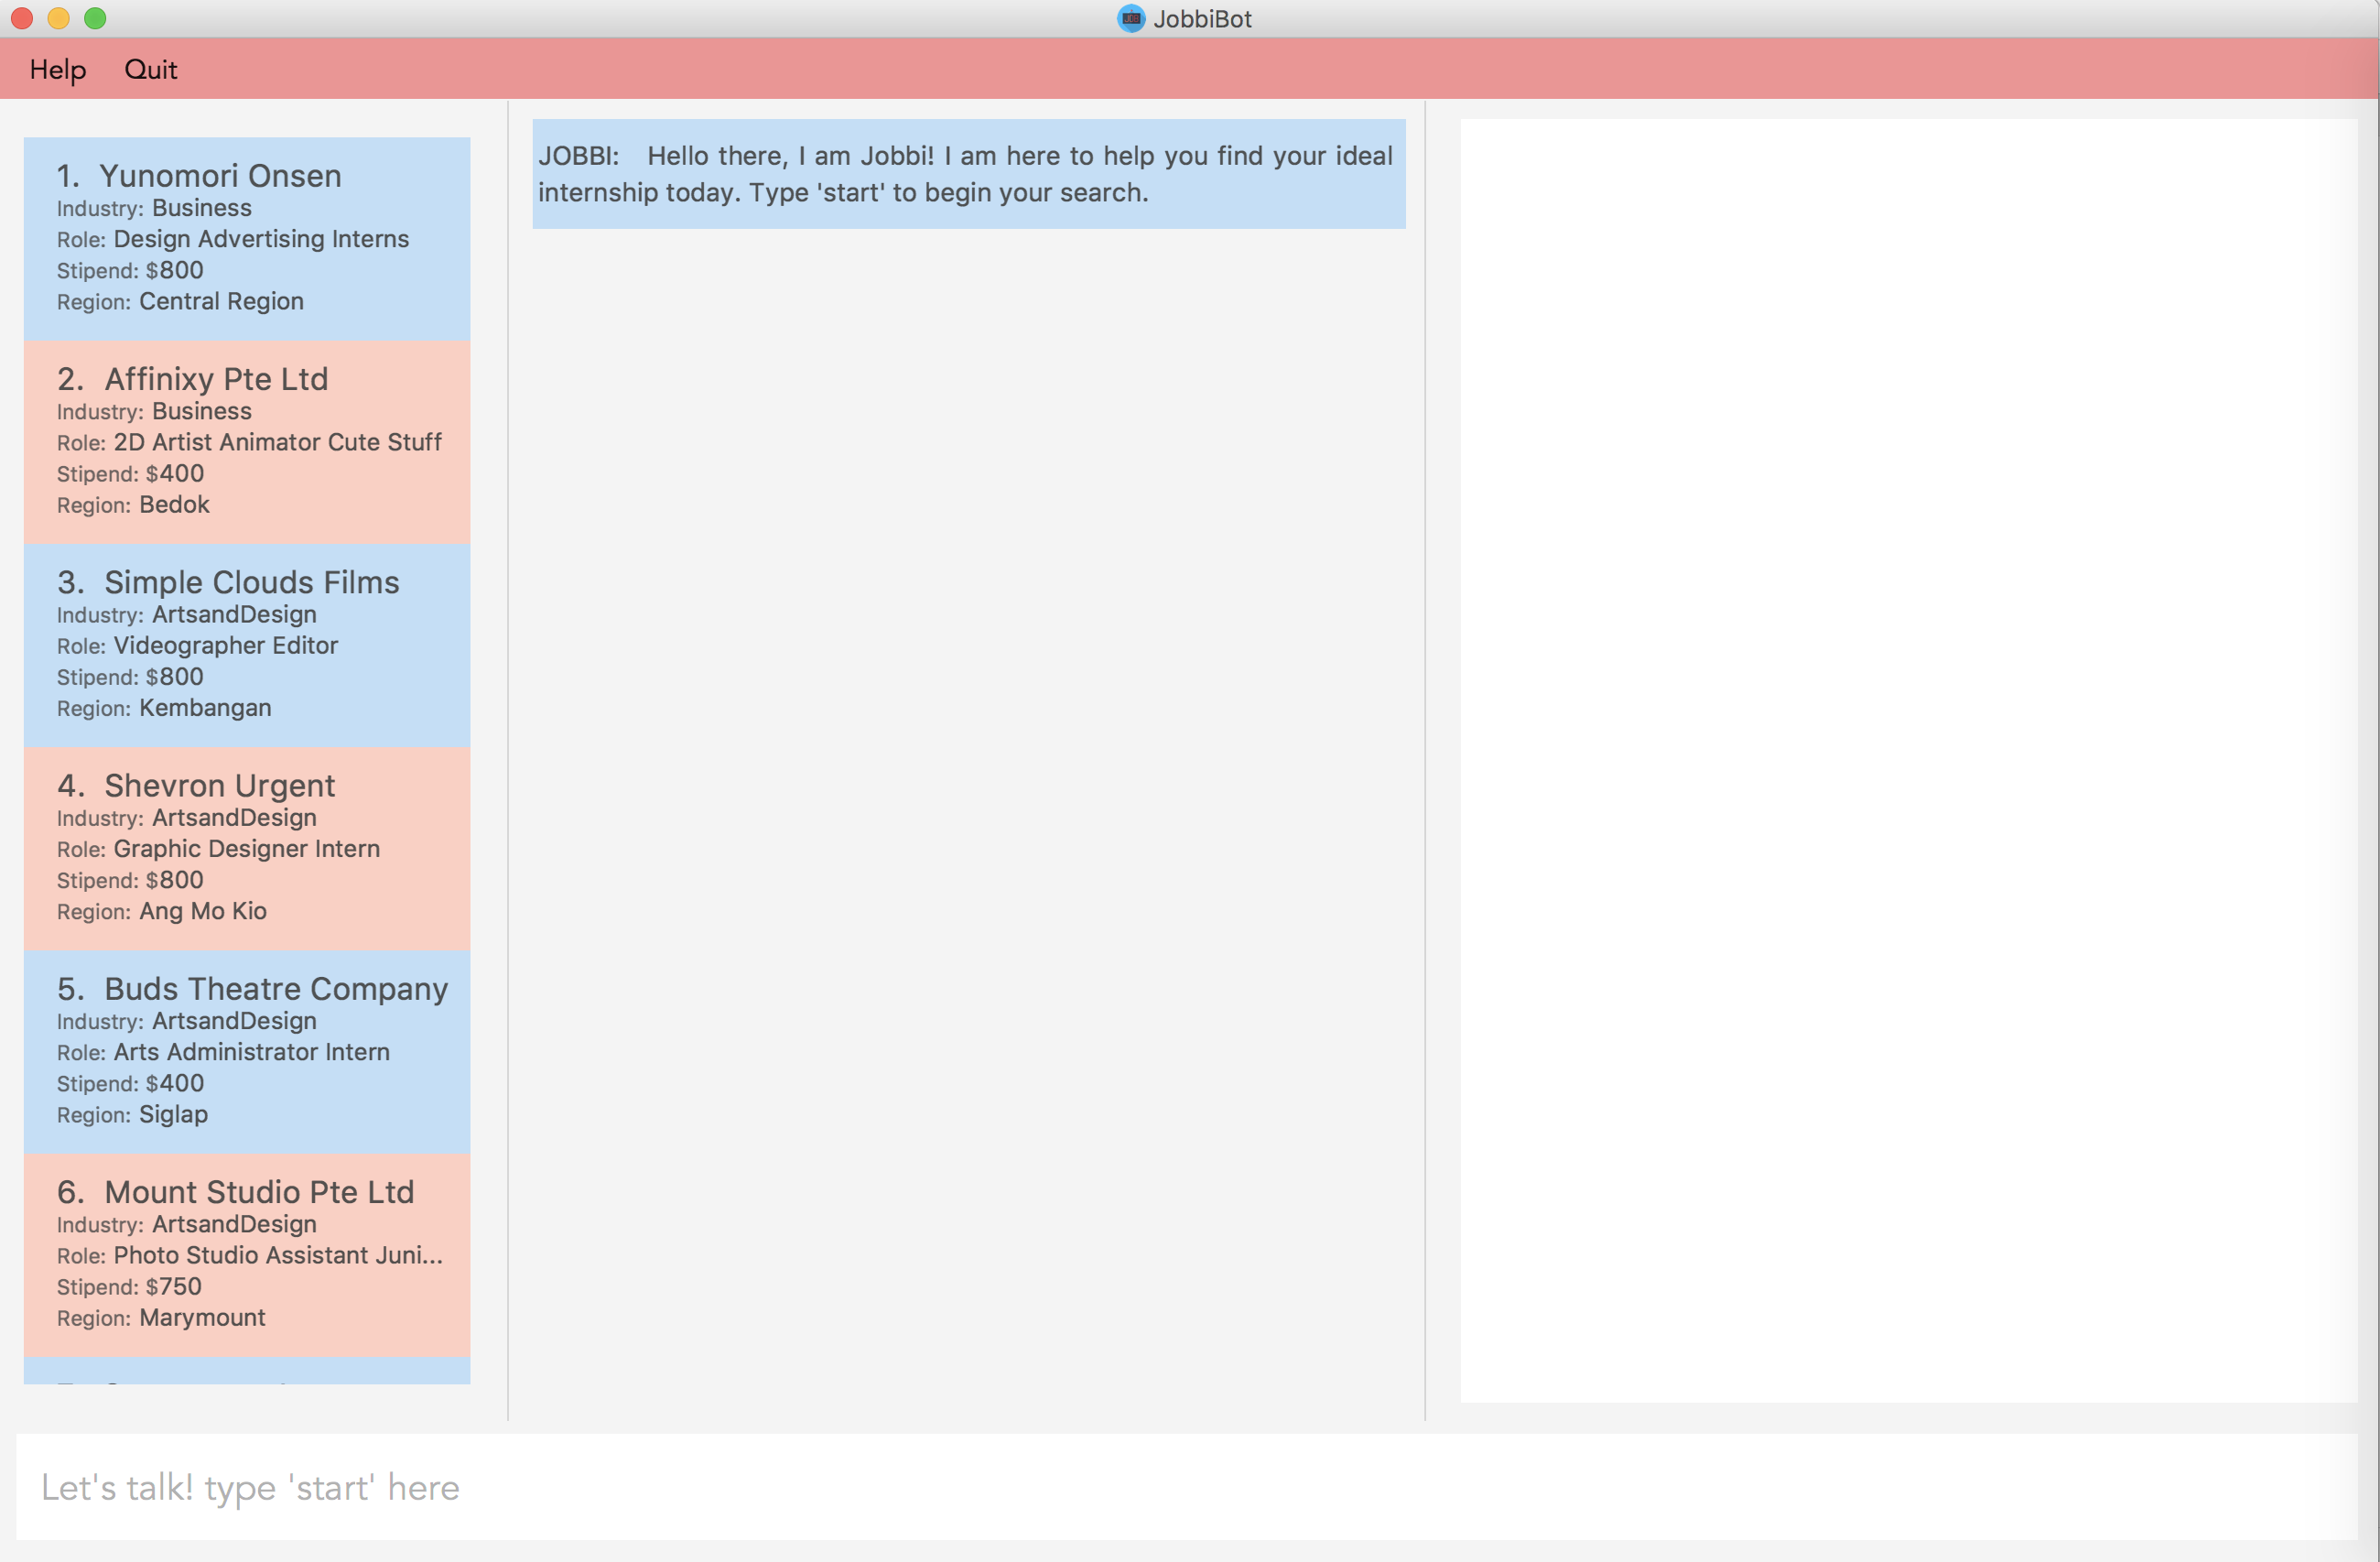 JobbiBot
Help Quit
1. Yunomori Onsen
Industry: Business
Role: Design Advertising Interns
Stipend: $800
Region: Central Region
2. Affinixy Pte Ltd
Industry: Business
Role: 2D Artist Animator Cute Stuff
Stipend: $400
Region: Bedok
3. Simple Clouds Films
Industry: ArtsandDesign
Role: Videographer Editor
Stipend: $800
Region: Kembangan
4. Shevron Urgent
Industry: ArtsandDesign
Role: Graphic Designer Intern
Stipend: $800
Region: Ang Mo Kio
5. Buds Theatre Company
Industry: ArtsandDesign
Role: Arts Administrator Intern
Stipend: $400
Region: Siglap
6. Mount Studio Pte Ltd
Industry: ArtsandDesign
Role: Photo Studio Assistant Juni...
Stipend: $750
Region: Marymount
JOBBI: Hello there, I am Jobbi! I am here to help you find your ideal
internship today. Type 'start' to begin your search.
Let's talk! type 'start' here